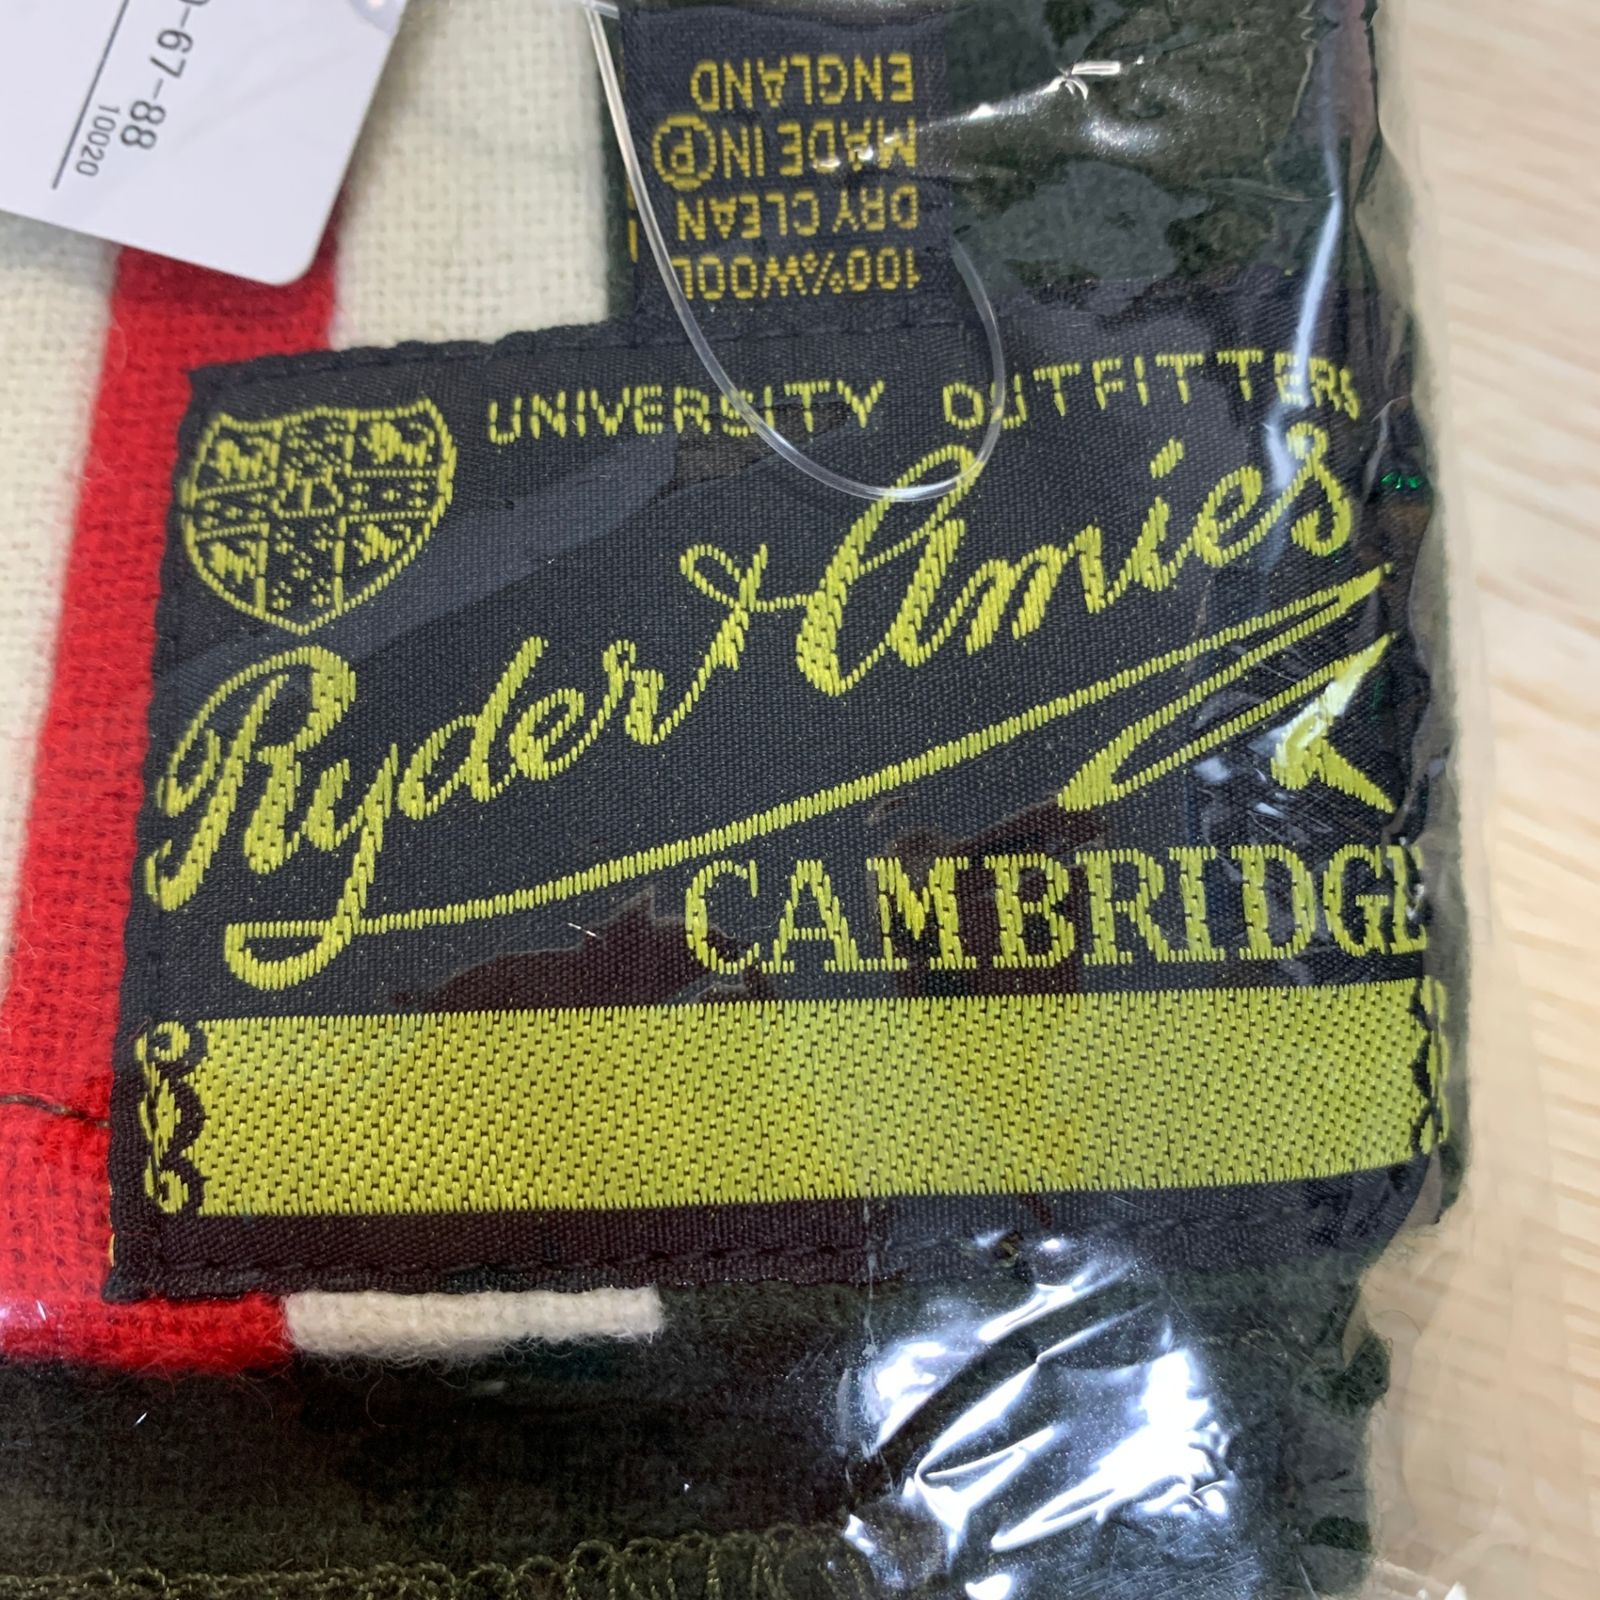 -67-88
10020
100%WOOL
DRY CLEAN
MADE IN Ⓟ
ENGLAND
UNIVERSITY OUTFITTERS
Ryder & Amies
CAMBRIDGE